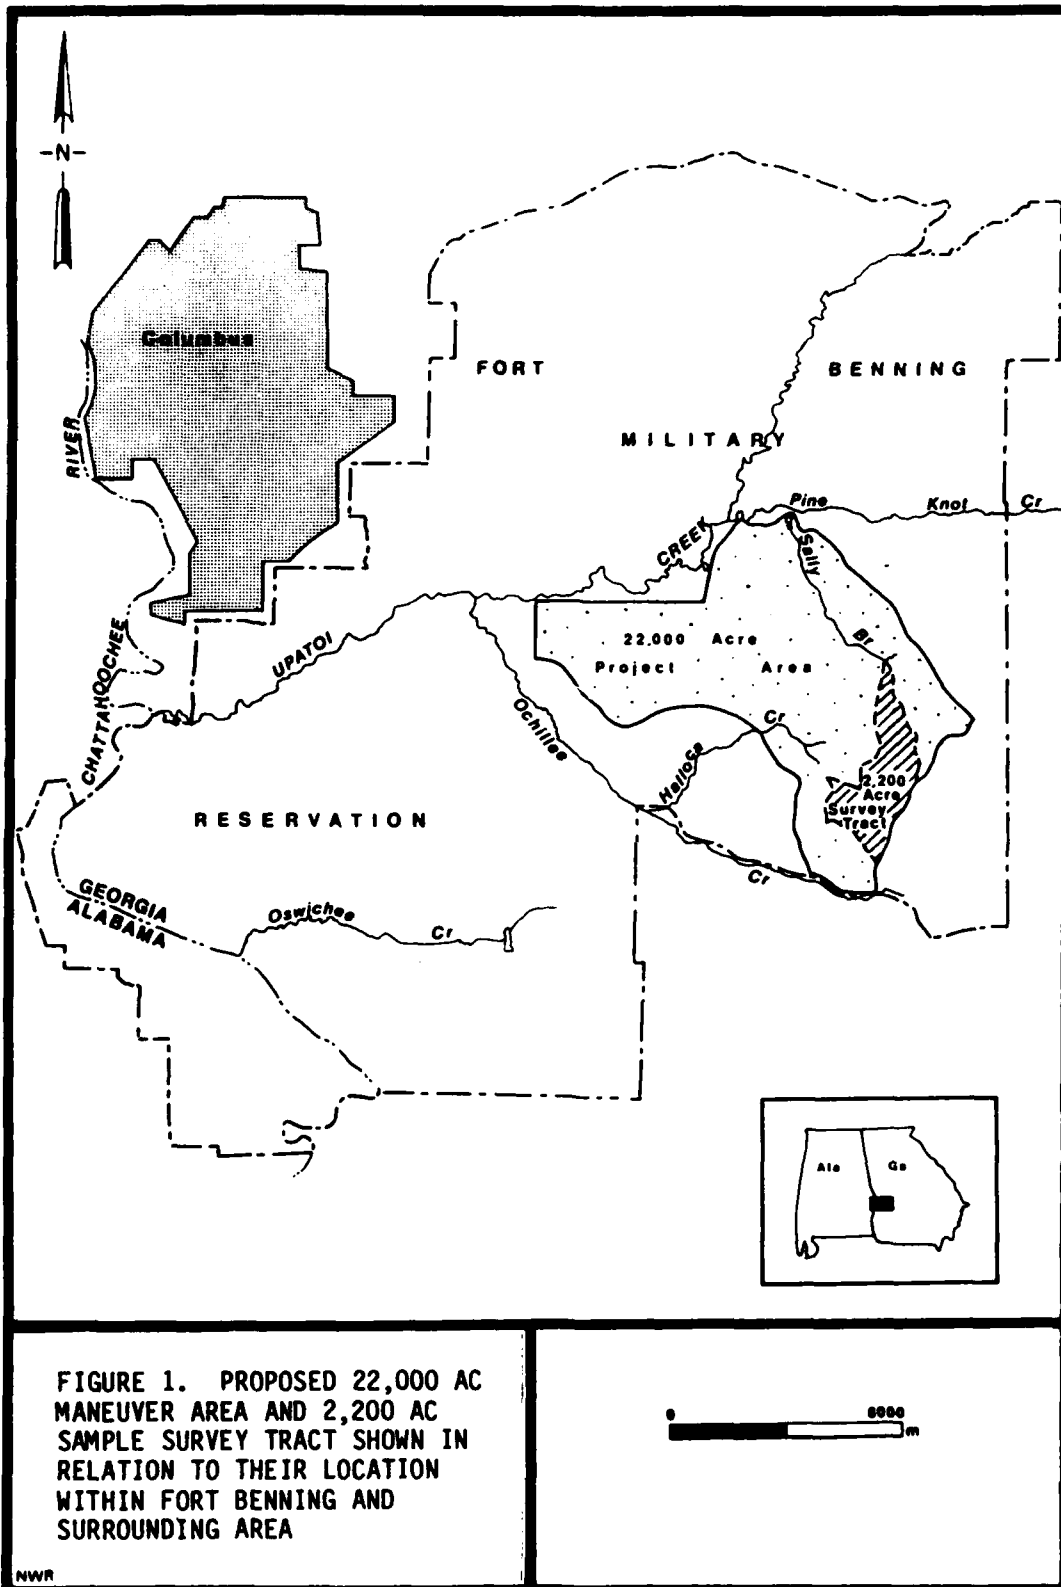 -N-
Columbus
FORT BENNING
MILITARY
RIVER
Pine Knot Cr
CREEK
Sally
Br
22,000 Acre
Project Area
UPATOI
CHATTAHOOCHEE
Ochillee
Cr
Halloca
2,200
Acre
Survey
Tract
RESERVATION
Cr
GEORGIA
ALABAMA
Oswichee
Cr
Ala Ga
FIGURE 1. PROPOSED 22,000 AC
MANEUVER AREA AND 2,200 AC
SAMPLE SURVEY TRACT SHOWN IN
RELATION TO THEIR LOCATION
WITHIN FORT BENNING AND
SURROUNDING AREA
NWR
0
m